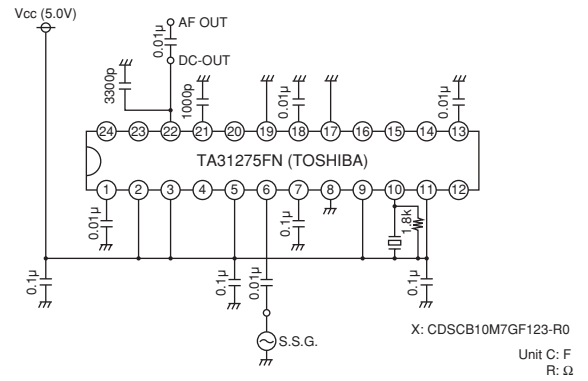 Vcc (5.0V)
AF OUT
0.01μ
DC-OUT
3300p
1000p
0.01μ
0.01μ
24 23 22 21 20 19 18 17 16 15 14 13
TA31275FN (TOSHIBA)
1 2 3 4 5 6 7 8 9 10 11 12
0.01μ
0.1μ
1.8k
0.1μ
0.1μ
0.01μ
0.1μ
S.S.G.
X: CDSCB10M7GF123-R0
Unit C: F
R: Ω